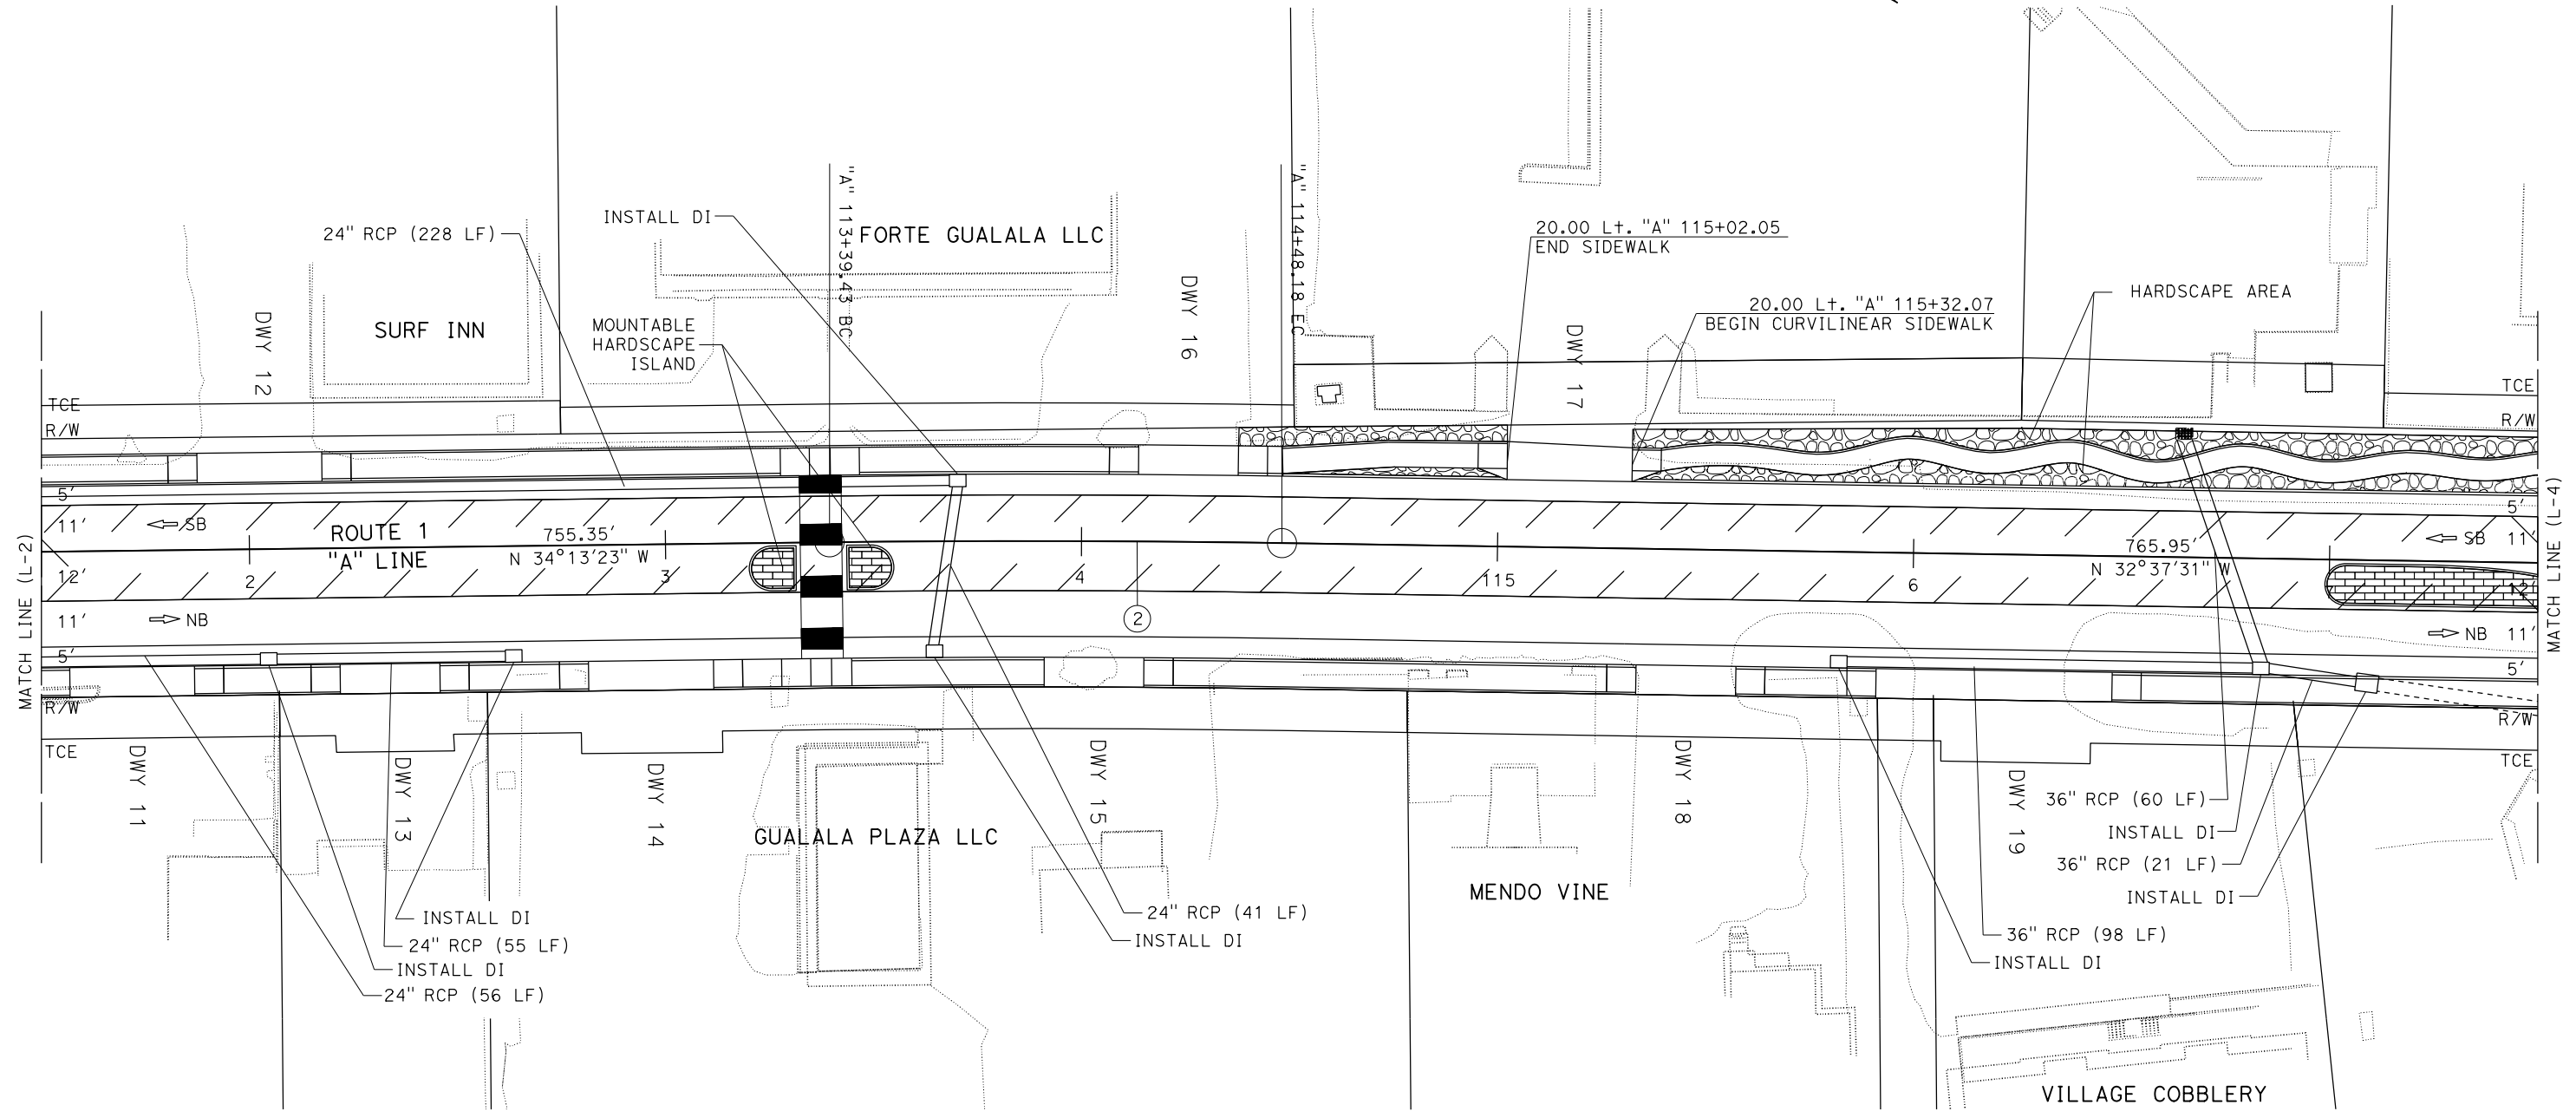 24" RCP (228 LF)
INSTALL DI
FORTE GUALALA LLC
"A" 113+39.43 BC
"A" 114+48.18 EC
20.00 Lt. "A" 115+02.05
END SIDEWALK
20.00 Lt. "A" 115+32.07
BEGIN CURVILINEAR SIDEWALK
HARDSCAPE AREA
DWY 12
SURF INN
MOUNTABLE
HARDSCAPE
ISLAND
DWY 16
DWY 17
TCE
R/W
TCE
R/W
5'
11'
SB
ROUTE 1
"A" LINE
755.35'
N 34°13'23" W
12'
2
3
4
115
6
765.95'
N 32°37'31" W
5'
SB
11'
12'
11'
NB
2
NB
11'
5'
5'
R/W
TCE
R/W
TCE
MATCH LINE (L-2)
MATCH LINE (L-4)
DWY 11
DWY 13
DWY 14
DWY 15
DWY 18
DWY 19
GUALALA PLAZA LLC
MENDO VINE
36" RCP (60 LF)
INSTALL DI
36" RCP (21 LF)
INSTALL DI
INSTALL DI
24" RCP (55 LF)
INSTALL DI
24" RCP (56 LF)
24" RCP (41 LF)
INSTALL DI
36" RCP (98 LF)
INSTALL DI
VILLAGE COBBLERY